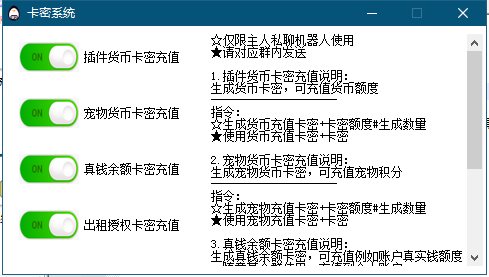 卡密系统
ON 插件货币卡密充值
ON 宠物货币卡密充值
ON 真钱余额卡密充值
ON 出租授权卡密充值
☆仅限主人私聊机器人使用
★请对应群内发送
1.插件货币卡密充值说明：
生成货币卡密，可充值货币额度
指令：
☆生成货币充值卡密+卡密额度#生成数量
★使用货币充值卡密+卡密
2.宠物货币卡密充值说明：
生成宠物货币卡密，可充值宠物积分
指令：
☆生成宠物充值卡密+卡密额度#生成数量
★使用宠物充值卡密+卡密
3.真钱余额卡密充值说明：
生成真钱余额卡密，可充值例如账户真实钱额度